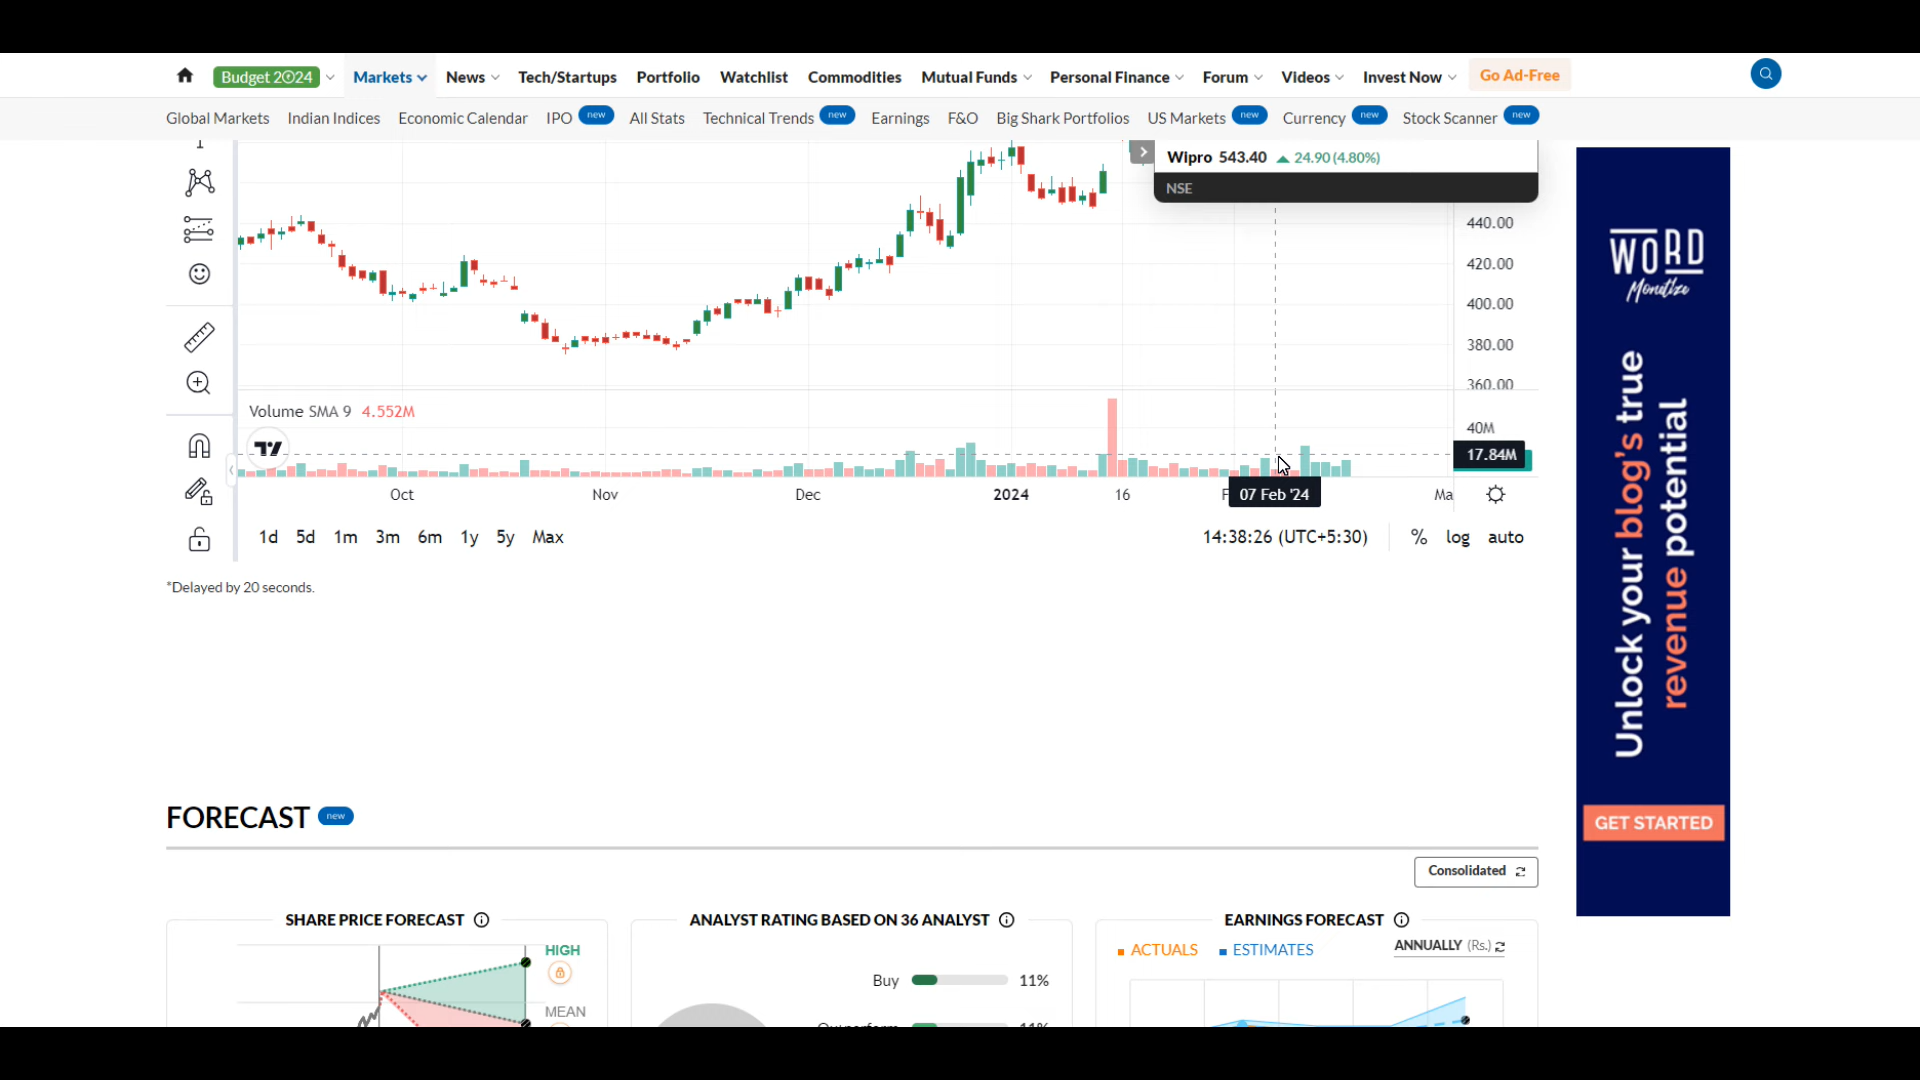 Budget 2024
Markets
News
Tech/Startups
Portfolio
Watchlist
Commodities
Mutual Funds
Personal Finance
Forum
Videos
Invest Now
Go Ad-Free
Global Markets
Indian Indices
Economic Calendar
IPO new
All Stats
Technical Trends new
Earnings
F&O
Big Shark Portfolios
US Markets new
Currency new
Stock Scanner new
Wipro 543.40 24.90 (4.80%)
NSE
440.00
420.00
400.00
380.00
360.00
Volume SMA 9 4.552M
40M
17.84M
Oct
Nov
Dec
2024
16
F
07 Feb '24
Ma
1d 5d 1m 3m 6m 1y 5y Max
14:38:26 (UTC+5:30)
% log auto
*Delayed by 20 seconds.
WORD
Monetize
Unlock your blog's true
revenue potential
GET STARTED
FORECAST new
Consolidated
SHARE PRICE FORECAST
HIGH
MEAN
ANALYST RATING BASED ON 36 ANALYST
Buy 11%
Outperform 11%
EARNINGS FORECAST
ACTUALS ESTIMATES
ANNUALLY (Rs.)